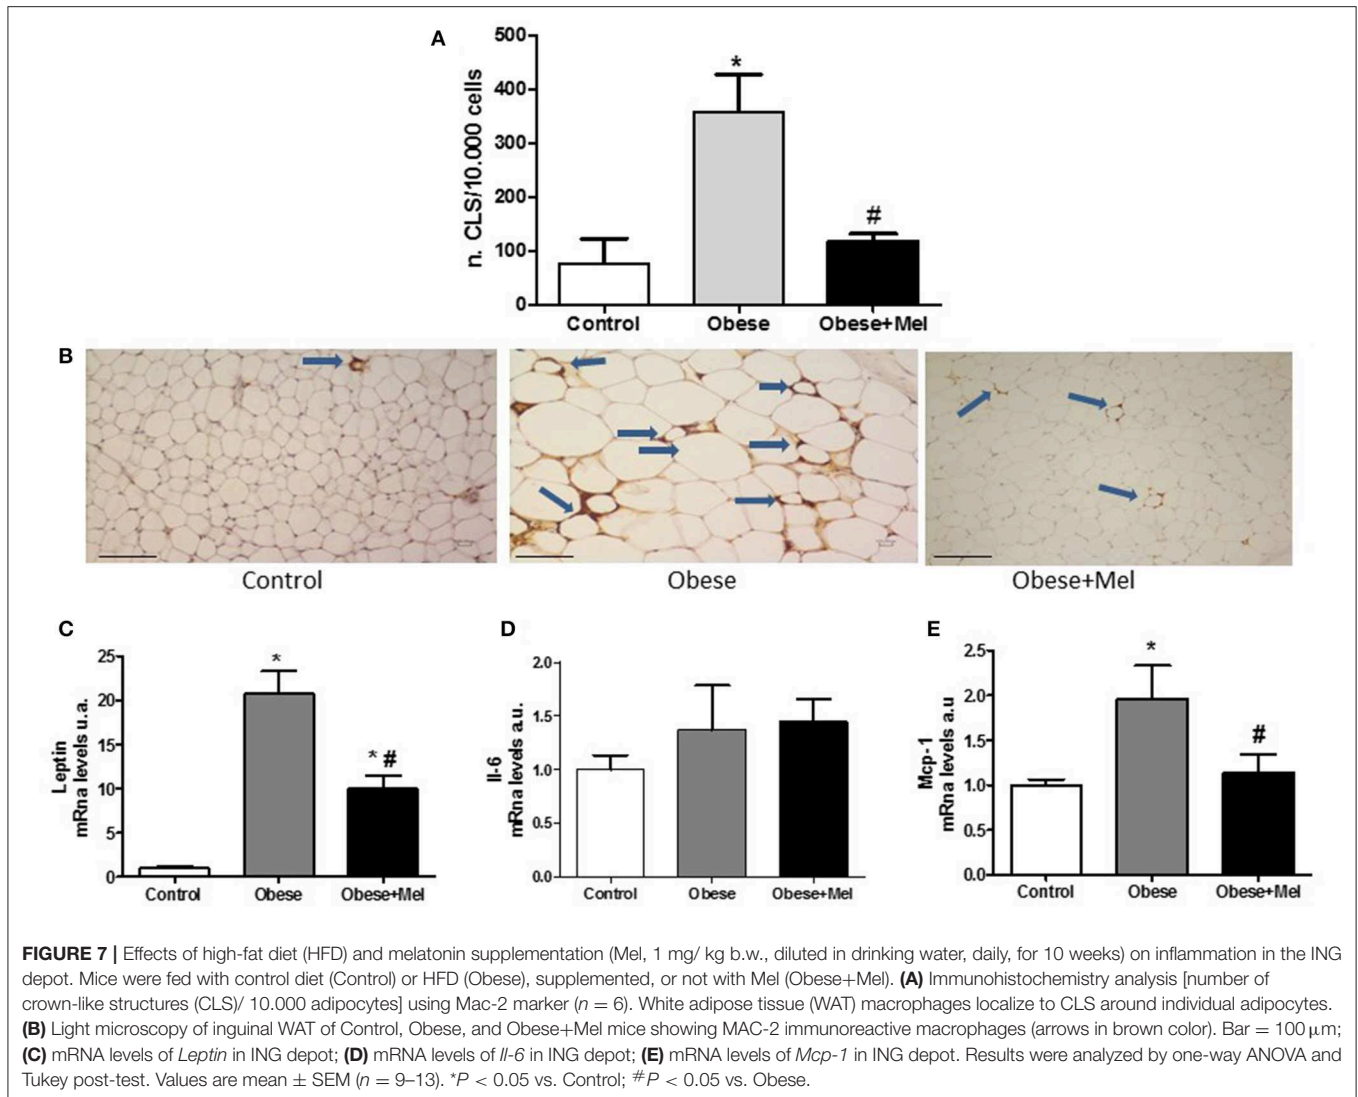 A
500
400
300
200
100
0
n. CLS/10.000 cells
*
#
Control Obese Obese+Mel
B
Control Obese Obese+Mel
C
25
20
15
10
5
0
Leptin
mRna levels u.a.
*
* #
Control Obese Obese+Mel
D
2.0
1.5
1.0
0.5
0.0
Il-6
mRna levels a.u.
Control Obese Obese+Mel
E
2.5
2.0
1.5
1.0
0.5
0.0
Mcp-1
mRna levels a.u
*
#
Control Obese Obese+Mel
FIGURE 7 | Effects of high-fat diet (HFD) and melatonin supplementation (Mel, 1 mg/ kg b.w., diluted in drinking water, daily, for 10 weeks) on inflammation in the ING
depot. Mice were fed with control diet (Control) or HFD (Obese), supplemented, or not with Mel (Obese+Mel). (A) Immunohistochemistry analysis [number of
crown-like structures (CLS)/ 10.000 adipocytes] using Mac-2 marker (n = 6). White adipose tissue (WAT) macrophages localize to CLS around individual adipocytes.
(B) Light microscopy of inguinal WAT of Control, Obese, and Obese+Mel mice showing MAC-2 immunoreactive macrophages (arrows in brown color). Bar = 100 μm;
(C) mRNA levels of Leptin in ING depot; (D) mRNA levels of Il-6 in ING depot; (E) mRNA levels of Mcp-1 in ING depot. Results were analyzed by one-way ANOVA and
Tukey post-test. Values are mean ± SEM (n = 9–13). *P < 0.05 vs. Control; #P < 0.05 vs. Obese.